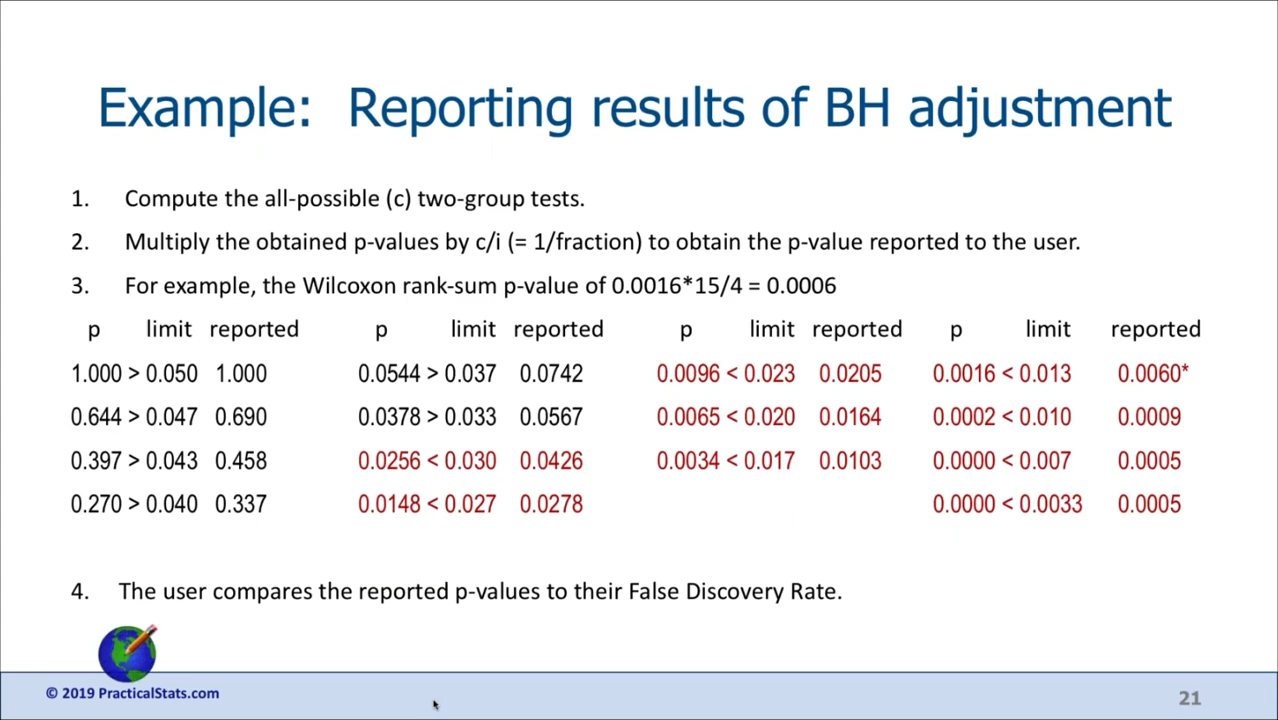 Example: Reporting results of BH adjustment
1. Compute the all-possible (c) two-group tests.
2. Multiply the obtained p-values by c/i (= 1/fraction) to obtain the p-value reported to the user.
3. For example, the Wilcoxon rank-sum p-value of 0.0016*15/4 = 0.0006
p limit reported p limit reported p limit reported p limit reported
1.000 > 0.050 1.000 0.0544 > 0.037 0.0742 0.0096 < 0.023 0.0205 0.0016 < 0.013 0.0060*
0.644 > 0.047 0.690 0.0378 > 0.033 0.0567 0.0065 < 0.020 0.0164 0.0002 < 0.010 0.0009
0.397 > 0.043 0.458 0.0256 < 0.030 0.0426 0.0034 < 0.017 0.0103 0.0000 < 0.007 0.0005
0.270 > 0.040 0.337 0.0148 < 0.027 0.0278 0.0000 < 0.0033 0.0005
4. The user compares the reported p-values to their False Discovery Rate.
© 2019 PracticalStats.com
21